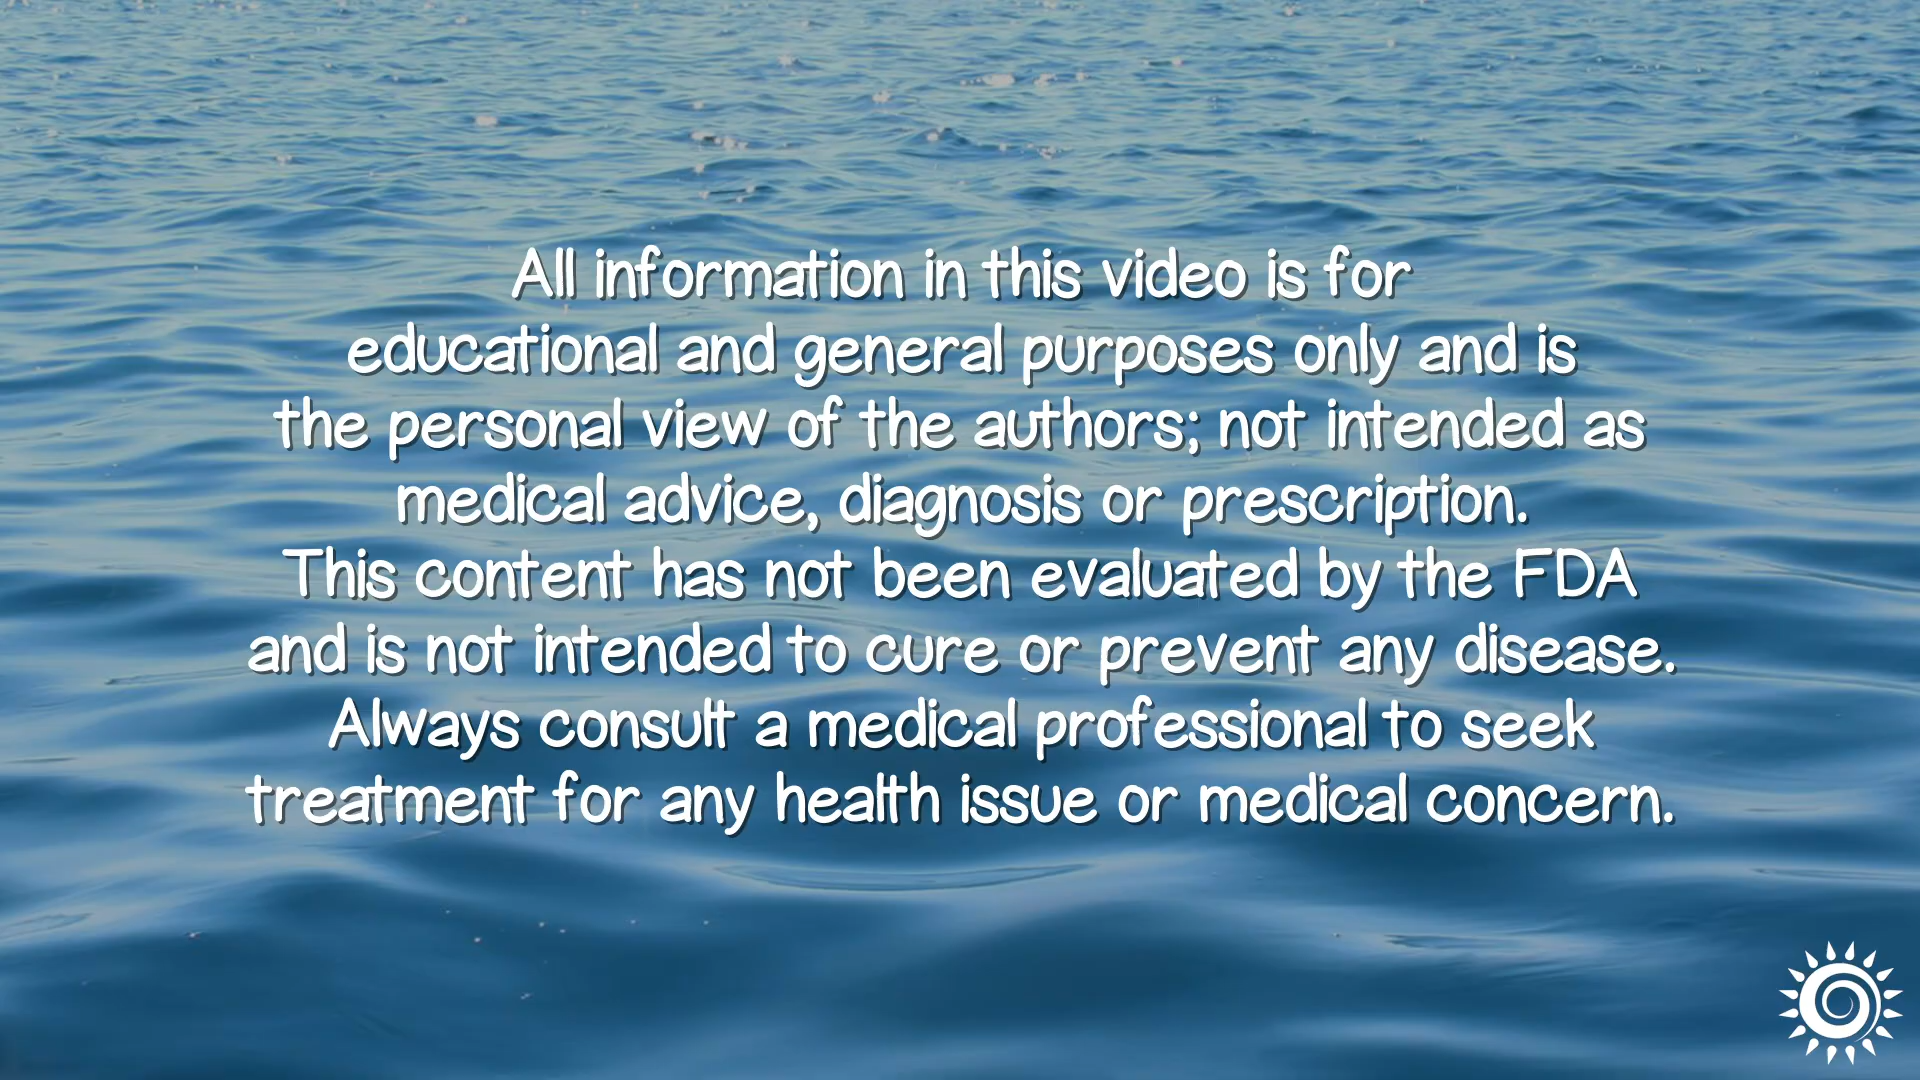 All information in this video is for
educational and general purposes only and is
the personal view of the authors; not intended as
medical advice, diagnosis or prescription.
This content has not been evaluated by the FDA
and is not intended to cure or prevent any disease.
Always consult a medical professional to seek
treatment for any health issue or medical concern.